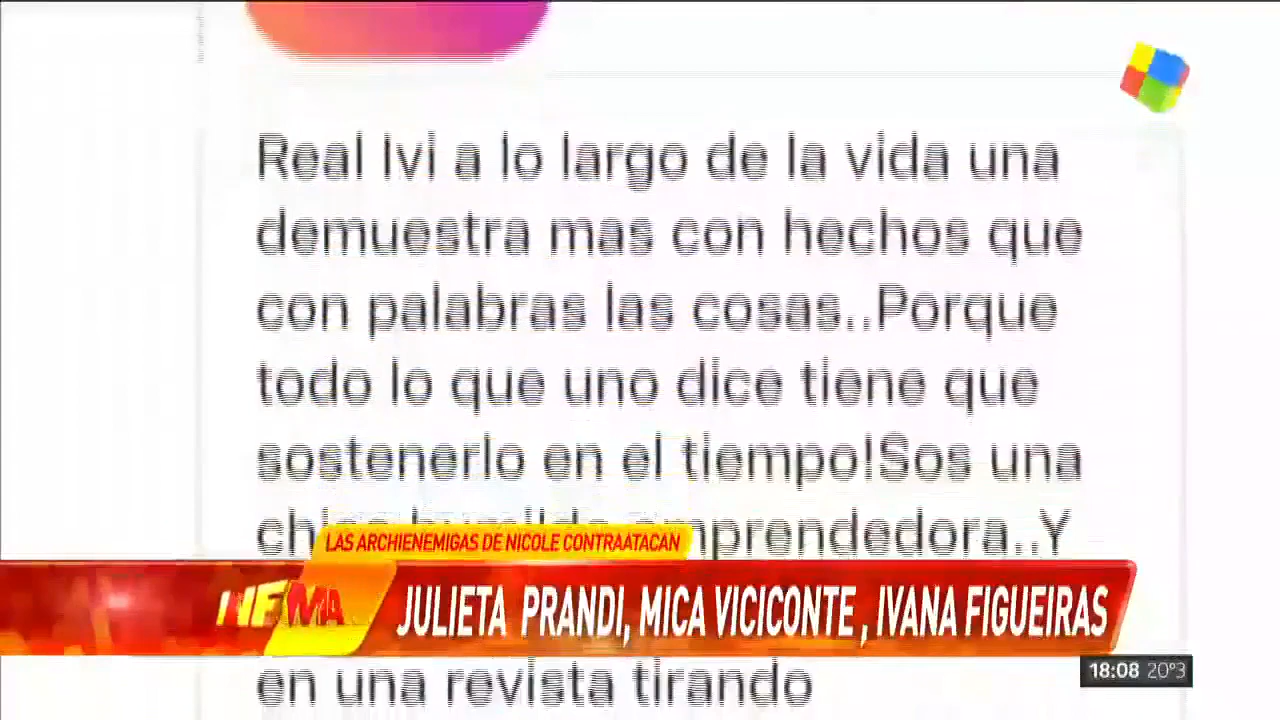 Real Ivi a lo largo de la vida una
demuestra mas con hechos que
con palabras las cosas..Porque
todo lo que uno dice tiene que
sostenerlo en el tiempo!Sos una
emprendedora..Y
LAS ARCHIENEMIGAS DE NICOLE CONTRAATACAN
JULIETA PRANDI, MICA VICICONTE, IVANA FIGUEIRAS
en una revista tirando
18:08 20°3